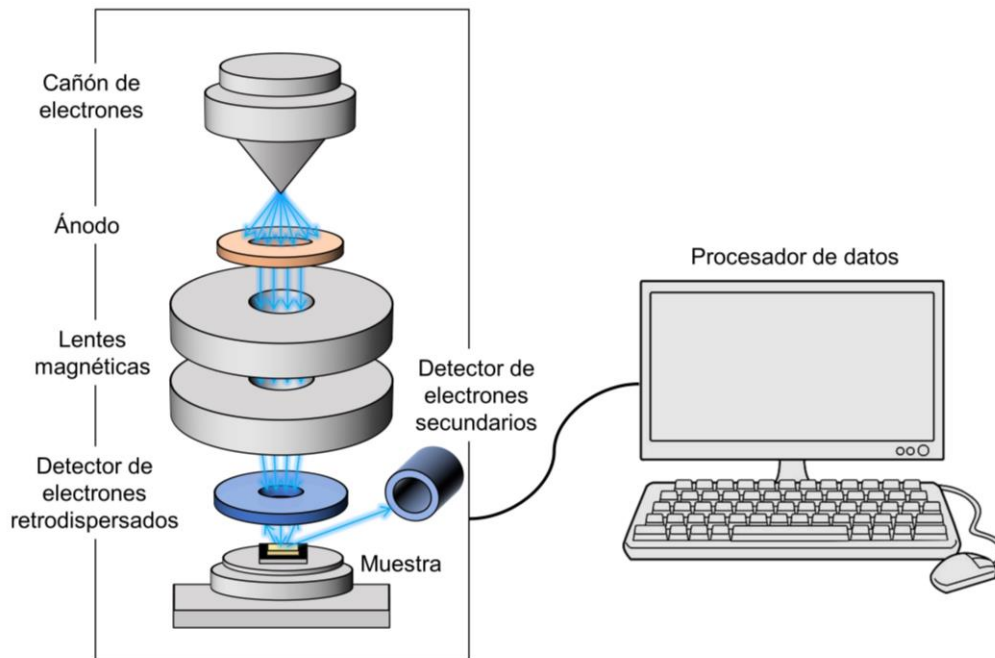 Cañón de
electrones
Ánodo
Procesador de datos
Lentes
magnéticas
Detector de
electrones
secundarios
Detector de
electrones
retrodispersados
Muestra